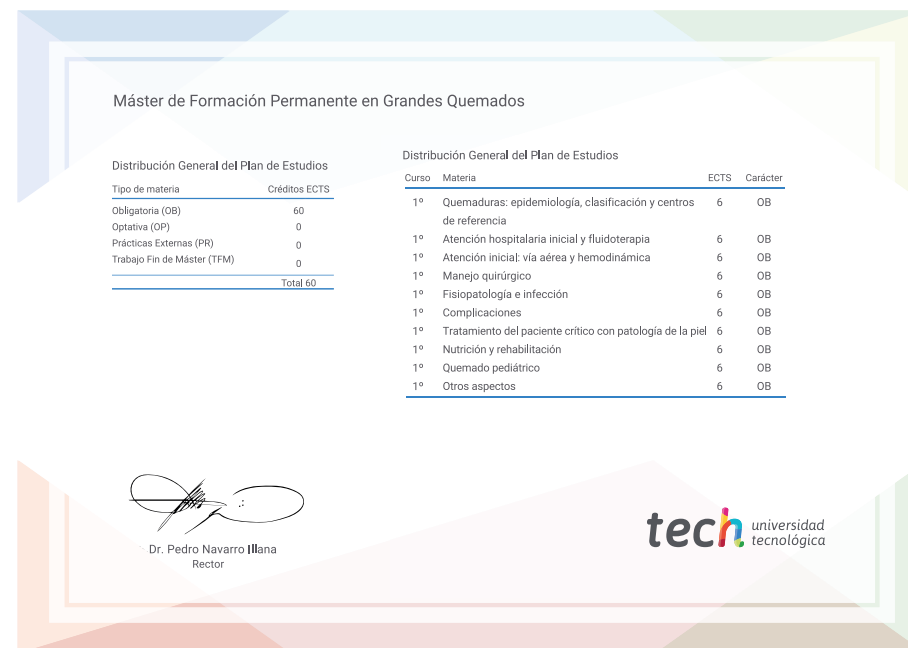 Máster de Formación Permanente en Grandes Quemados
Distribución General del Plan de Estudios
Tipo de materia Créditos ECTS
Obligatoria (OB) 60
Optativa (OP) 0
Prácticas Externas (PR) 0
Trabajo Fin de Máster (TFM) 0
Total 60
Distribución General del Plan de Estudios
Curso Materia ECTS Carácter
1º Quemaduras: epidemiología, clasificación y centros 6 OB
de referencia
1º Atención hospitalaria inicial y fluidoterapia 6 OB
1º Atención inicial: vía aérea y hemodinámica 6 OB
1º Manejo quirúrgico 6 OB
1º Fisiopatología e infección 6 OB
1º Complicaciones 6 OB
1º Tratamiento del paciente crítico con patología de la piel 6 OB
1º Nutrición y rehabilitación 6 OB
1º Quemado pediátrico 6 OB
1º Otros aspectos 6 OB
Dr. Pedro Navarro Illana
Rector
tech universidad
tecnológica